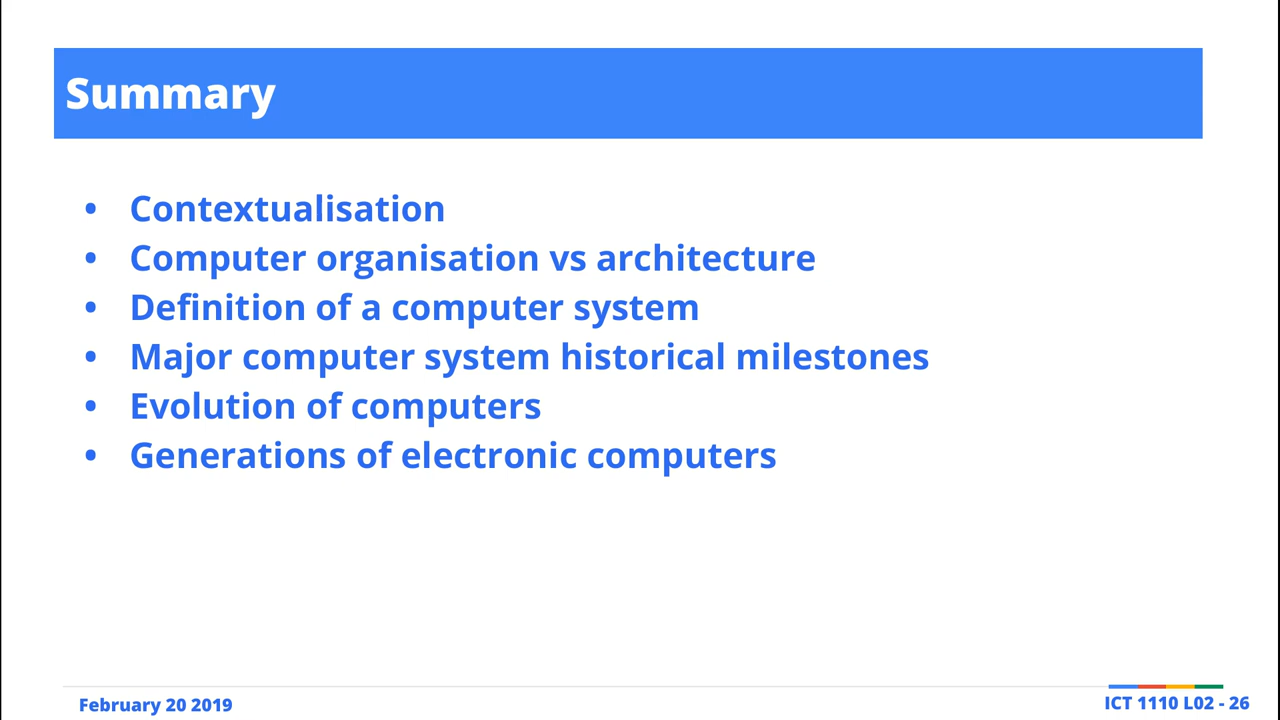 Summary
• Contextualisation
• Computer organisation vs architecture
• Definition of a computer system
• Major computer system historical milestones
• Evolution of computers
• Generations of electronic computers
February 20 2019
ICT 1110 L02 - 26